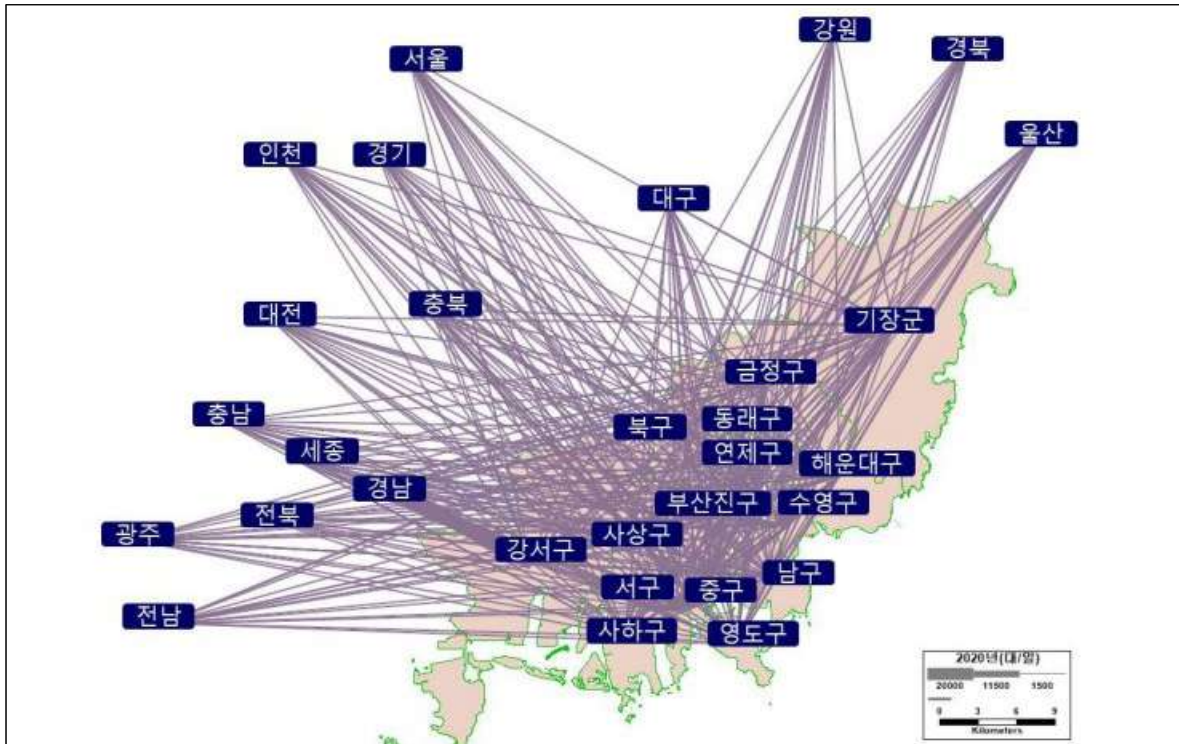 강원
경북
서울
울산
인천
경기
대구
충북
대전
기장군
금정구
충남
북구
동래구
세종
연제구
해운대구
경남
부산진구
수영구
전북
광주
사상구
강서구
남구
서구
중구
전남
사하구
영도구
2020년(대/일)
20000 11500 1500
0 3 6 9
Kilometers